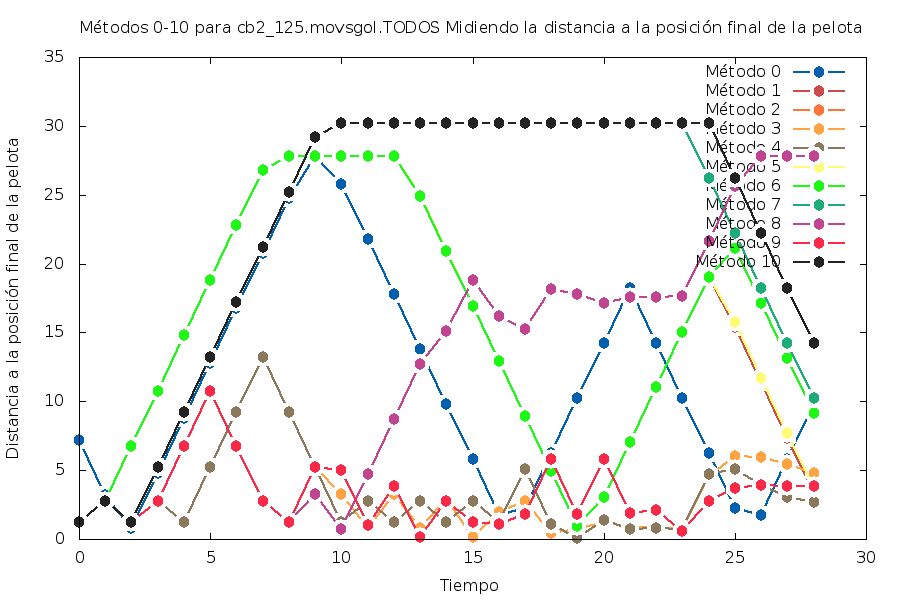 Métodos 0-10 para cb2_125.movsgol.TODOS Midiendo la distancia a la posición final de la pelota
35
30
25
20
15
10
5
0
Distancia a la posición final de la pelota
0
5
10
15
20
25
30
Tiempo
Método 0
Método 1
Método 2
Método 3
Método 4
Método 5
Método 6
Método 7
Método 8
Método 9
Método 10